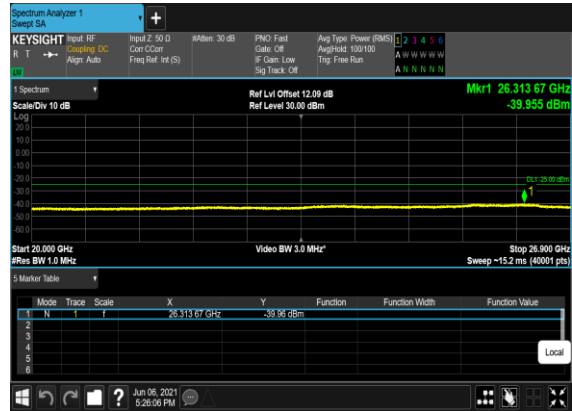 Spectrum Analyzer 1
Swept SA
+
KEYSIGHT Input: RF Input Z: 50 Ω #Atten: 30 dB PNO: Fast Avg Type: Power (RMS) 1 2 3 4 5 6
R T Coupling: DC Corr CCorr Gate: Off Avg|Hold: 100/100 A W W W W W
Align: Auto Freq Ref: Int (S) IF Gain: Low Trig: Free Run A N N N N N
Sig Track: Off
1 Spectrum Ref Lvl Offset 12.09 dB Mkr1 26.313 67 GHz
Scale/Div 10 dB Ref Level 30.00 dBm -39.955 dBm
Log
20.0
10.0
0.00
-10.0
-20.0 DL1 -25.00 dBm
-30.0 1
-40.0
-50.0
-60.0
Start 20.000 GHz Video BW 3.0 MHz* Stop 26.900 GHz
#Res BW 1.0 MHz Sweep ~15.2 ms (40001 pts)
5 Marker Table
Mode Trace Scale X Y Function Function Width Function Value
1 N 1 f 26.313 67 GHz -39.96 dBm
2
3
4
5
6
Local
? Jun 06, 2021
5:26:06 PM